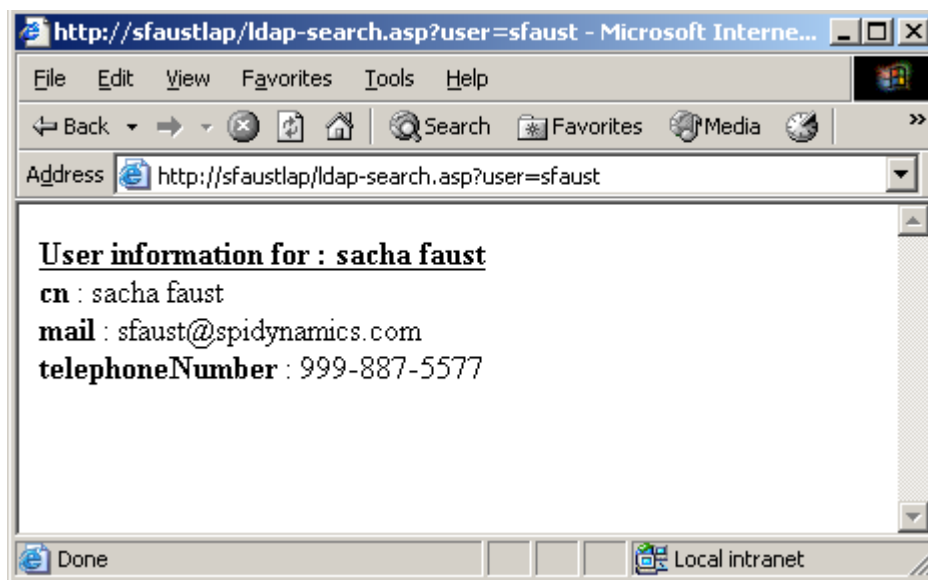 http://sfaustlap/ldap-search.asp?user=sfaust - Microsoft Interne...
File Edit View Favorites Tools Help
Back Search Favorites Media »
Address http://sfaustlap/ldap-search.asp?user=sfaust
User information for : sacha faust
cn : sacha faust
mail : sfaust@spidynamics.com
telephoneNumber : 999-887-5577
Done Local intranet